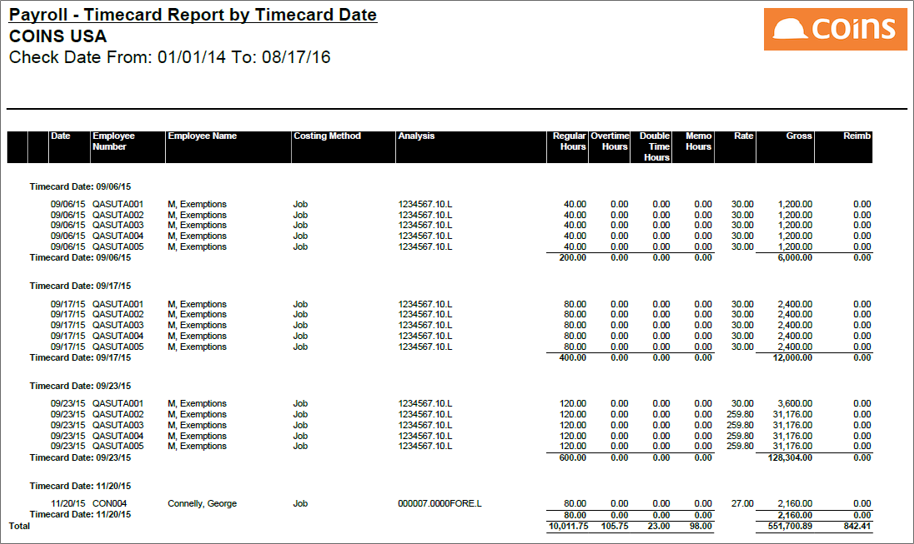 Payroll - Timecard Report by Timecard Date
COINS USA
Check Date From: 01/01/14 To: 08/17/16
coins
Date Employee Number Employee Name Costing Method Analysis Regular Hours Overtime Hours Double Time Hours Memo Hours Rate Gross Reimb
Timecard Date: 09/06/15
09/06/15 QASUTA001 M, Exemptions Job 1234567.10.L 40.00 0.00 0.00 0.00 30.00 1,200.00 0.00
09/06/15 QASUTA002 M, Exemptions Job 1234567.10.L 40.00 0.00 0.00 0.00 30.00 1,200.00 0.00
09/06/15 QASUTA003 M, Exemptions Job 1234567.10.L 40.00 0.00 0.00 0.00 30.00 1,200.00 0.00
09/06/15 QASUTA004 M, Exemptions Job 1234567.10.L 40.00 0.00 0.00 0.00 30.00 1,200.00 0.00
09/06/15 QASUTA005 M, Exemptions Job 1234567.10.L 40.00 0.00 0.00 0.00 30.00 1,200.00 0.00
Timecard Date: 09/06/15 200.00 0.00 0.00 0.00 6,000.00 0.00
Timecard Date: 09/17/15
09/17/15 QASUTA001 M, Exemptions Job 1234567.10.L 80.00 0.00 0.00 0.00 30.00 2,400.00 0.00
09/17/15 QASUTA002 M, Exemptions Job 1234567.10.L 80.00 0.00 0.00 0.00 30.00 2,400.00 0.00
09/17/15 QASUTA003 M, Exemptions Job 1234567.10.L 80.00 0.00 0.00 0.00 30.00 2,400.00 0.00
09/17/15 QASUTA004 M, Exemptions Job 1234567.10.L 80.00 0.00 0.00 0.00 30.00 2,400.00 0.00
09/17/15 QASUTA005 M, Exemptions Job 1234567.10.L 80.00 0.00 0.00 0.00 30.00 2,400.00 0.00
Timecard Date: 09/17/15 400.00 0.00 0.00 0.00 12,000.00 0.00
Timecard Date: 09/23/15
09/23/15 QASUTA001 M, Exemptions Job 1234567.10.L 120.00 0.00 0.00 0.00 30.00 3,600.00 0.00
09/23/15 QASUTA002 M, Exemptions Job 1234567.10.L 120.00 0.00 0.00 0.00 259.80 31,176.00 0.00
09/23/15 QASUTA003 M, Exemptions Job 1234567.10.L 120.00 0.00 0.00 0.00 259.80 31,176.00 0.00
09/23/15 QASUTA004 M, Exemptions Job 1234567.10.L 120.00 0.00 0.00 0.00 259.80 31,176.00 0.00
09/23/15 QASUTA005 M, Exemptions Job 1234567.10.L 120.00 0.00 0.00 0.00 259.80 31,176.00 0.00
Timecard Date: 09/23/15 600.00 0.00 0.00 0.00 128,304.00 0.00
Timecard Date: 11/20/15
11/20/15 CON004 Connelly, George Job 000007.0000FORE.L 80.00 0.00 0.00 0.00 27.00 2,160.00 0.00
Timecard Date: 11/20/15 80.00 0.00 0.00 0.00 2,160.00 0.00
Total 10,011.75 105.75 23.00 98.00 551,700.89 842.41